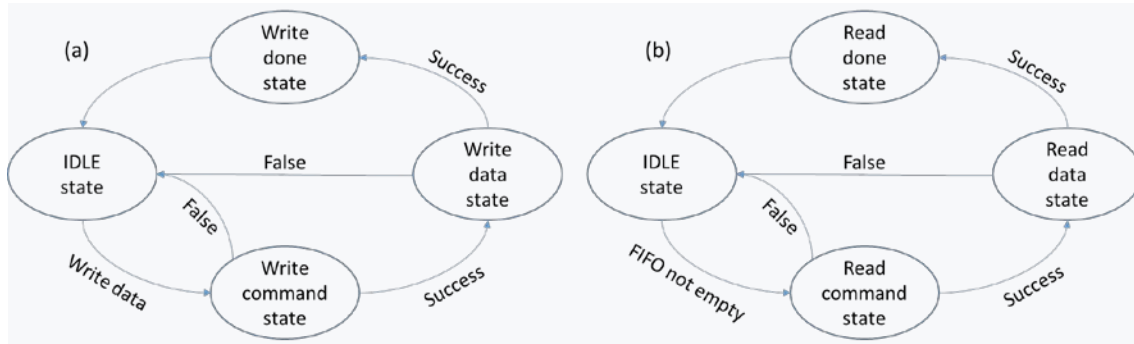 (a)
Write
done
state
Success
IDLE
state
False
Write
data
state
False
Write data
Write
command
state
Success
(b)
Read
done
state
Success
IDLE
state
False
Read
data
state
False
FIFO not empty
Read
command
state
Success